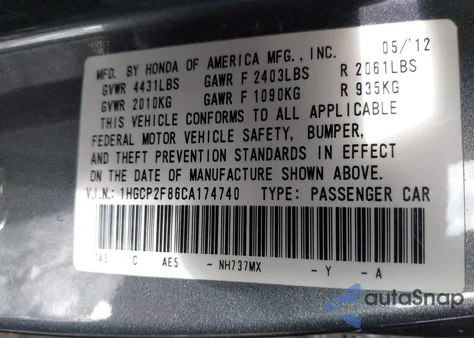 MFD. BY HONDA OF AMERICA MFG., INC. 05/'12
GVWR 4431LBS GAWR F 2403LBS R 2061LBS
GVWR 2010KG GAWR F 1090KG R 935KG
THIS VEHICLE CONFORMS TO ALL APPLICABLE
FEDERAL MOTOR VEHICLE SAFETY, BUMPER,
AND THEFT PREVENTION STANDARDS IN EFFECT
ON THE DATE OF MANUFACTURE SHOWN ABOVE.
V.I.N.: 1HGCP2F86CA174740 TYPE: PASSENGER CAR
C AE5 - NH737MX - Y - A
autoSnap